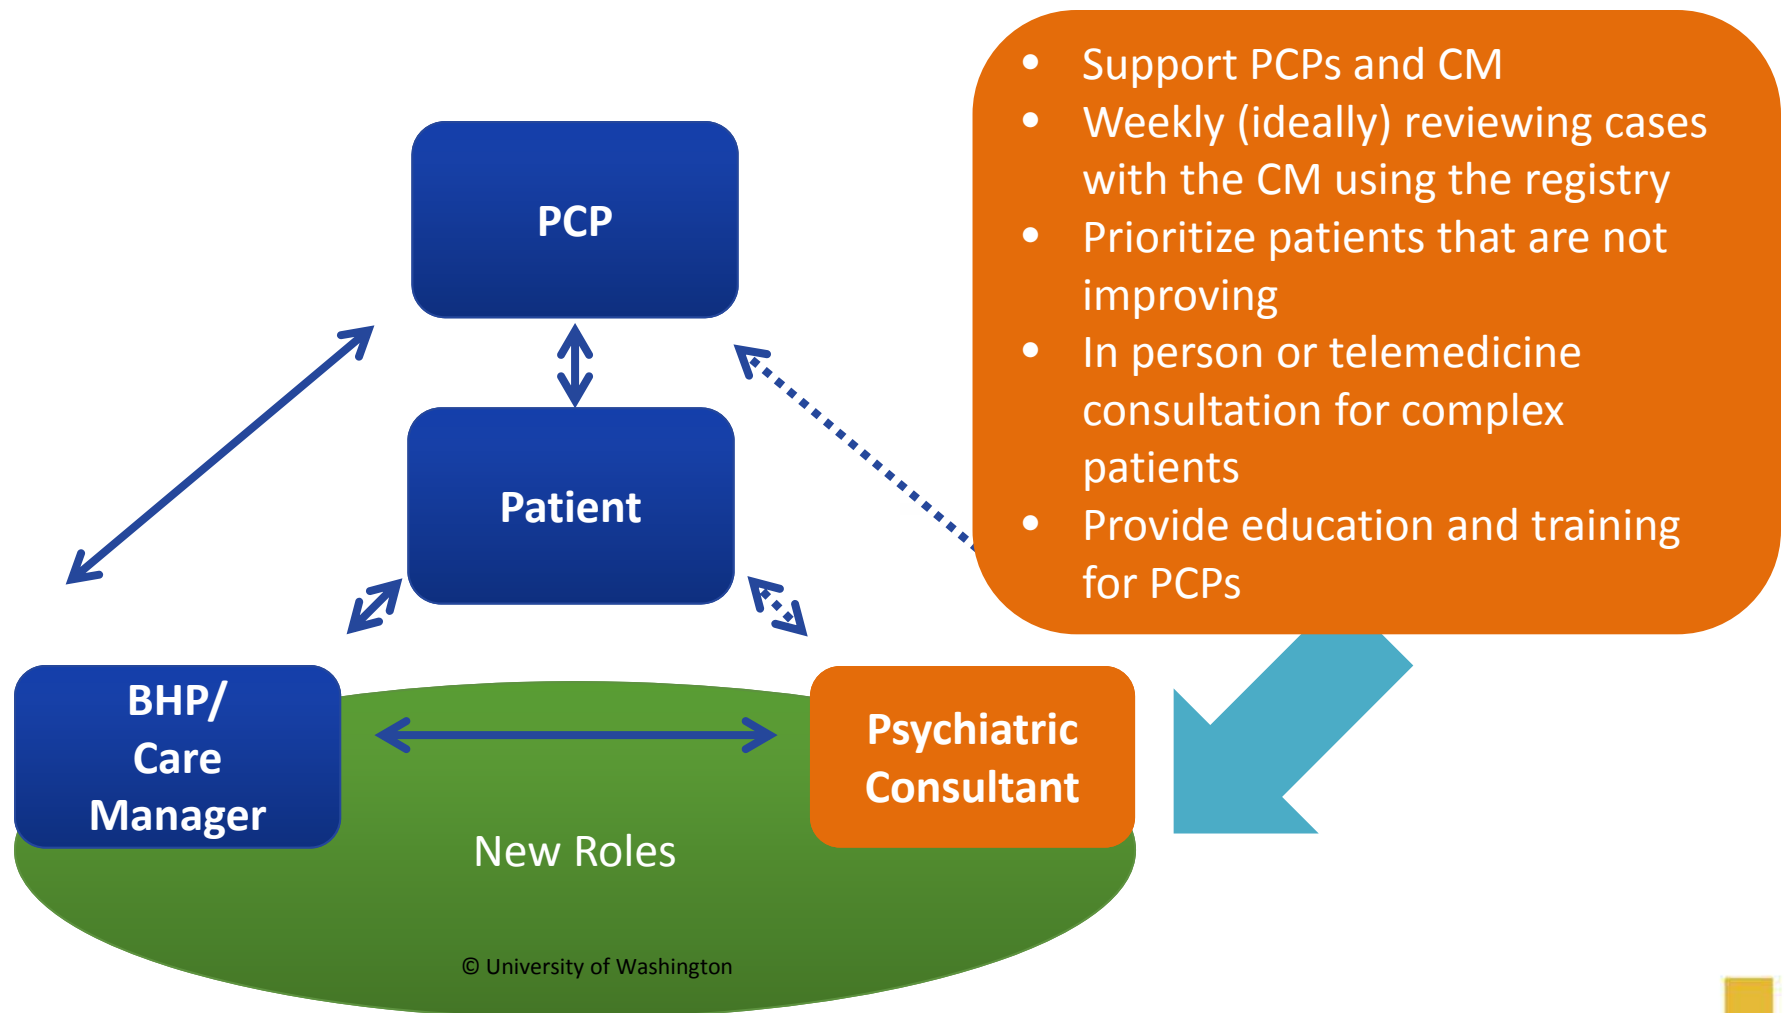 • Support PCPs and CM
• Weekly (ideally) reviewing cases
with the CM using the registry
• Prioritize patients that are not
improving
• In person or telemedicine
consultation for complex
patients
• Provide education and training
for PCPs
PCP
Patient
BHP/
Care
Manager
Psychiatric
Consultant
New Roles
© University of Washington